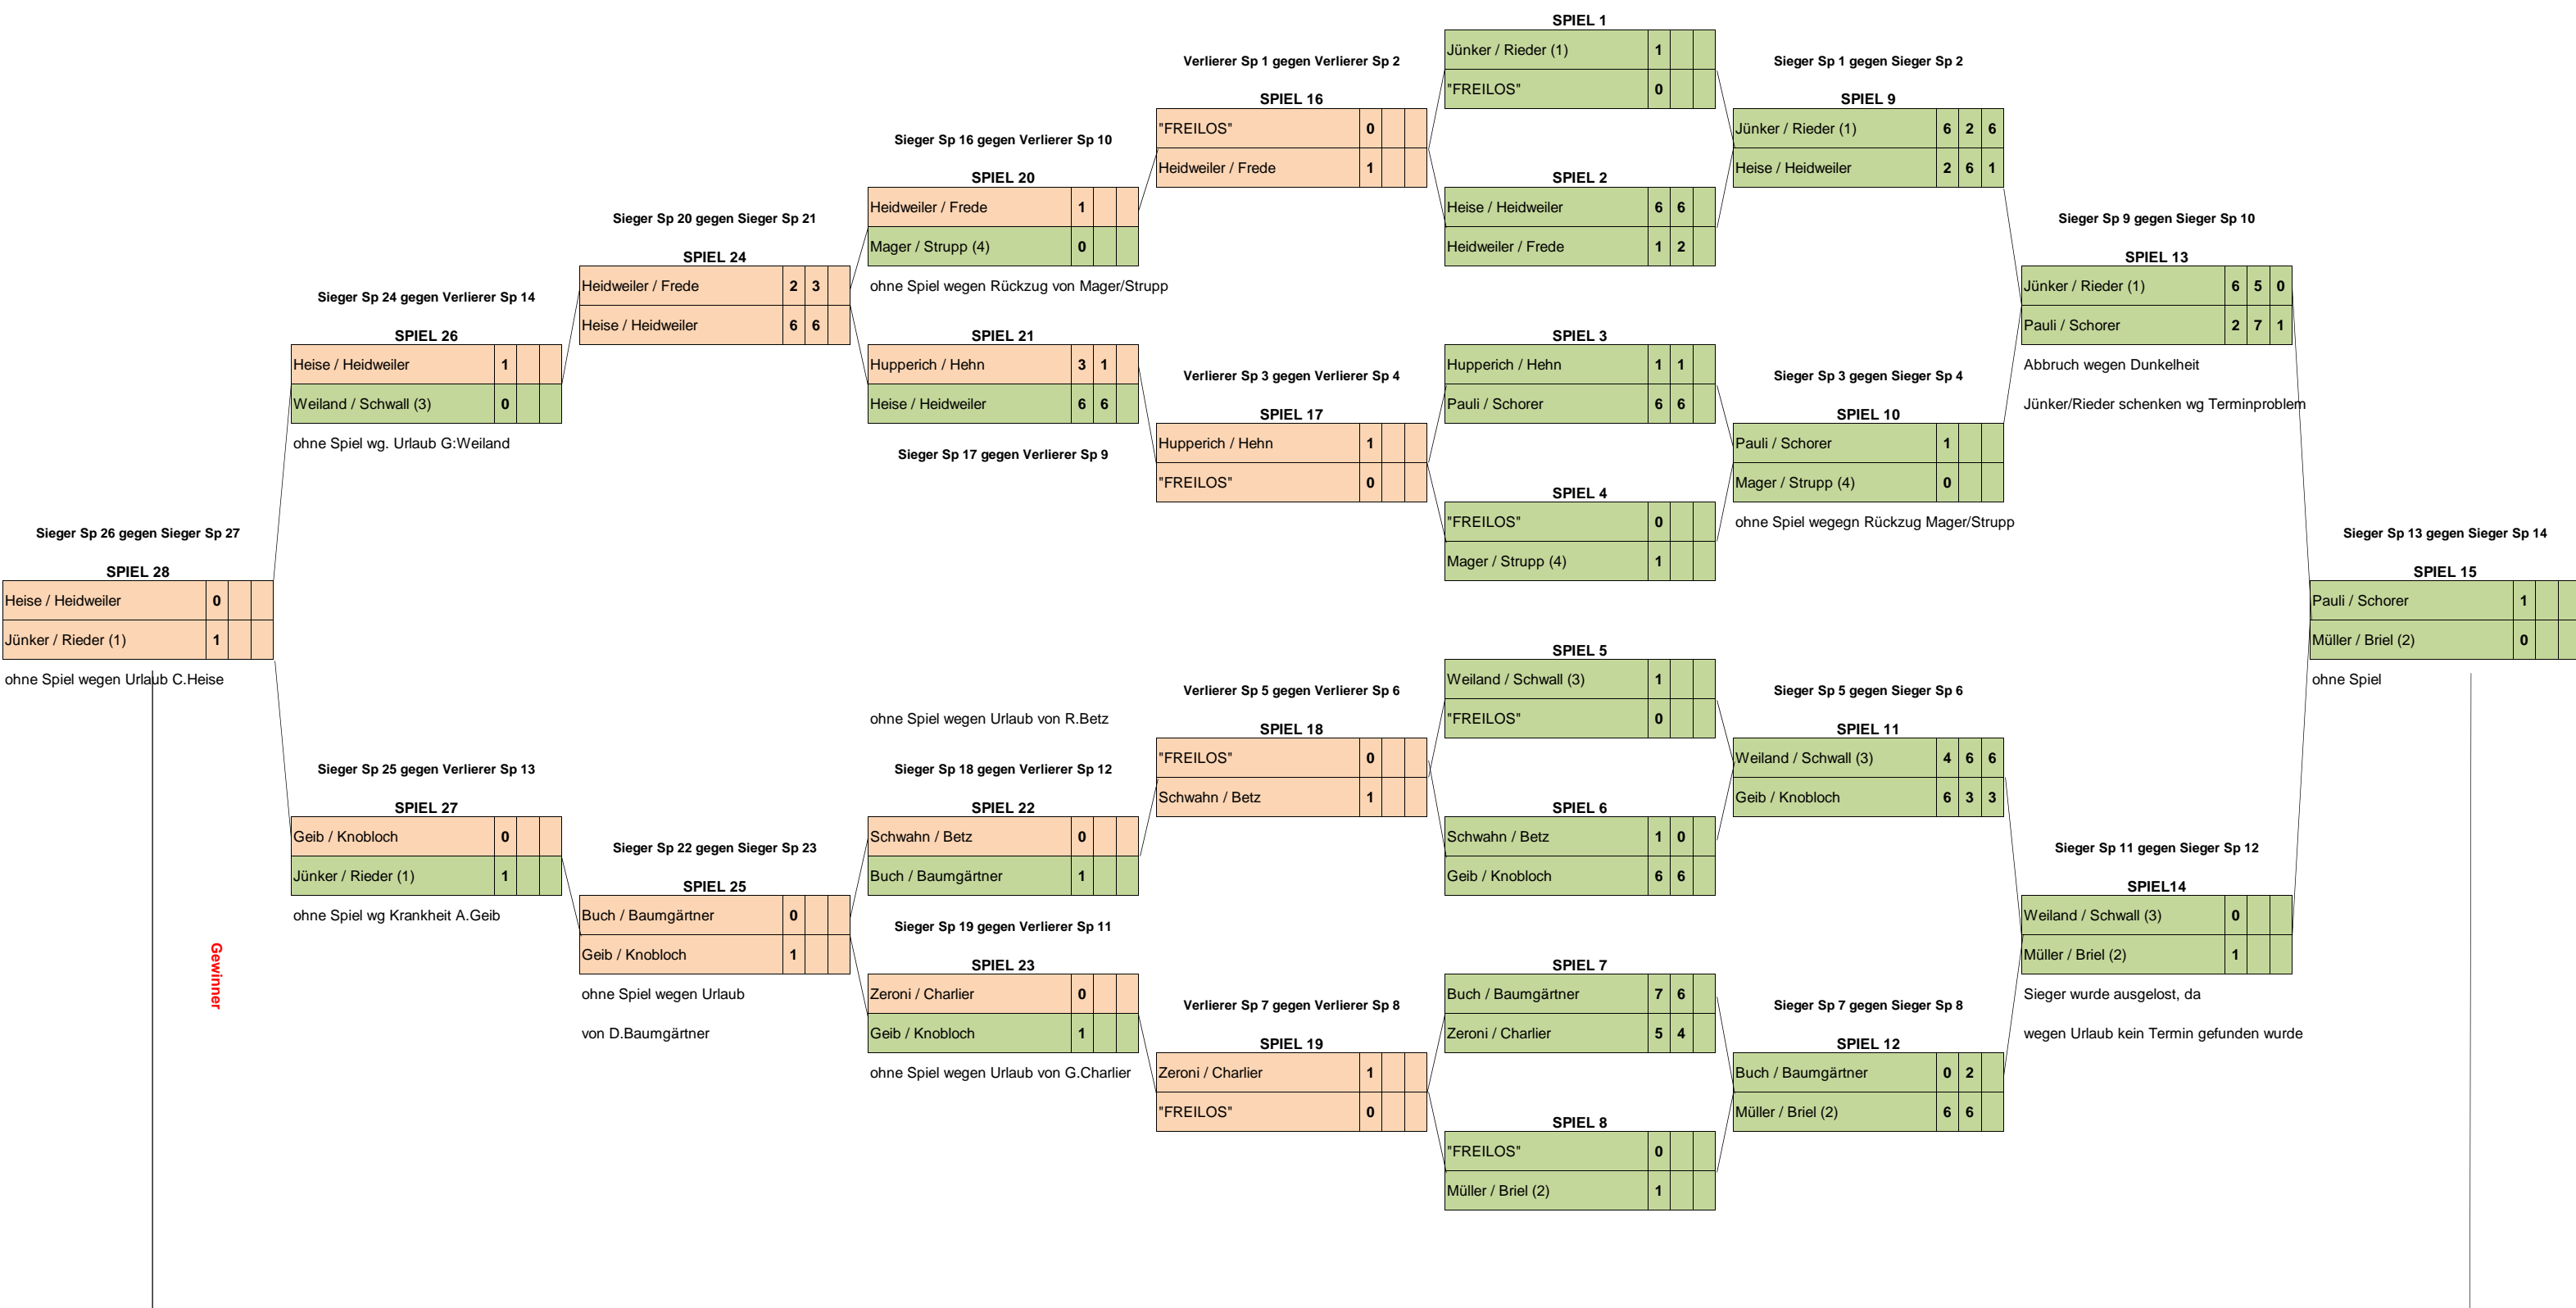 SPIEL 1
Jünker / Rieder (1) 1
"FREILOS" 0
SPIEL 2
Heise / Heidweiler 6 6
Heidweiler / Frede 1 2
SPIEL 3
Hupperich / Hehn 1 1
Pauli / Schorer 6 6
SPIEL 4
"FREILOS" 0
Mager / Strupp (4) 1
SPIEL 5
Weiland / Schwall (3) 1
"FREILOS" 0
SPIEL 6
Schwahn / Betz 1 0
Geib / Knobloch 6 6
SPIEL 7
Buch / Baumgärtner 7 6
Zeroni / Charlier 5 4
SPIEL 8
"FREILOS" 0
Müller / Briel (2) 1
Sieger Sp 1 gegen Sieger Sp 2
SPIEL 9
Jünker / Rieder (1) 6 2 6
Heise / Heidweiler 2 6 1
Sieger Sp 3 gegen Sieger Sp 4
SPIEL 10
Pauli / Schorer 1
Mager / Strupp (4) 0
ohne Spiel wegegn Rückzug Mager/Strupp
Sieger Sp 5 gegen Sieger Sp 6
SPIEL 11
Weiland / Schwall (3) 4 6 6
Geib / Knobloch 6 3 3
Sieger Sp 7 gegen Sieger Sp 8
SPIEL 12
Buch / Baumgärtner 0 2
Müller / Briel (2) 6 6
Sieger Sp 9 gegen Sieger Sp 10
SPIEL 13
Jünker / Rieder (1) 6 5 0
Pauli / Schorer 2 7 1
Abbruch wegen Dunkelheit
Jünker/Rieder schenken wg Terminproblem
Sieger Sp 11 gegen Sieger Sp 12
SPIEL14
Weiland / Schwall (3) 0
Müller / Briel (2) 1
Sieger wurde ausgelost, da
wegen Urlaub kein Termin gefunden wurde
Sieger Sp 13 gegen Sieger Sp 14
SPIEL 15
Pauli / Schorer 1
Müller / Briel (2) 0
ohne Spiel
Verlierer Sp 1 gegen Verlierer Sp 2
SPIEL 16
"FREILOS" 0
Heidweiler / Frede 1
Verlierer Sp 3 gegen Verlierer Sp 4
SPIEL 17
Hupperich / Hehn 1
"FREILOS" 0
Verlierer Sp 5 gegen Verlierer Sp 6
SPIEL 18
"FREILOS" 0
Schwahn / Betz 1
Verlierer Sp 7 gegen Verlierer Sp 8
SPIEL 19
Zeroni / Charlier 1
"FREILOS" 0
Sieger Sp 16 gegen Verlierer Sp 10
SPIEL 20
Heidweiler / Frede 1
Mager / Strupp (4) 0
ohne Spiel wegen Rückzug von Mager/Strupp
SPIEL 21
Hupperich / Hehn 3 1
Heise / Heidweiler 6 6
Sieger Sp 17 gegen Verlierer Sp 9
ohne Spiel wegen Urlaub von R.Betz
Sieger Sp 18 gegen Verlierer Sp 12
SPIEL 22
Schwahn / Betz 0
Buch / Baumgärtner 1
Sieger Sp 19 gegen Verlierer Sp 11
SPIEL 23
Zeroni / Charlier 0
Geib / Knobloch 1
ohne Spiel wegen Urlaub von G.Charlier
Sieger Sp 20 gegen Sieger Sp 21
SPIEL 24
Heidweiler / Frede 2 3
Heise / Heidweiler 6 6
Sieger Sp 22 gegen Sieger Sp 23
SPIEL 25
Buch / Baumgärtner 0
Geib / Knobloch 1
ohne Spiel wegen Urlaub
von D.Baumgärtner
Sieger Sp 24 gegen Verlierer Sp 14
SPIEL 26
Heise / Heidweiler 1
Weiland / Schwall (3) 0
ohne Spiel wg. Urlaub G:Weiland
Sieger Sp 25 gegen Verlierer Sp 13
SPIEL 27
Geib / Knobloch 0
Jünker / Rieder (1) 1
ohne Spiel wg Krankheit A.Geib
Sieger Sp 26 gegen Sieger Sp 27
SPIEL 28
Heise / Heidweiler 0
Jünker / Rieder (1) 1
ohne Spiel wegen Urlaub C.Heise
Gewinner